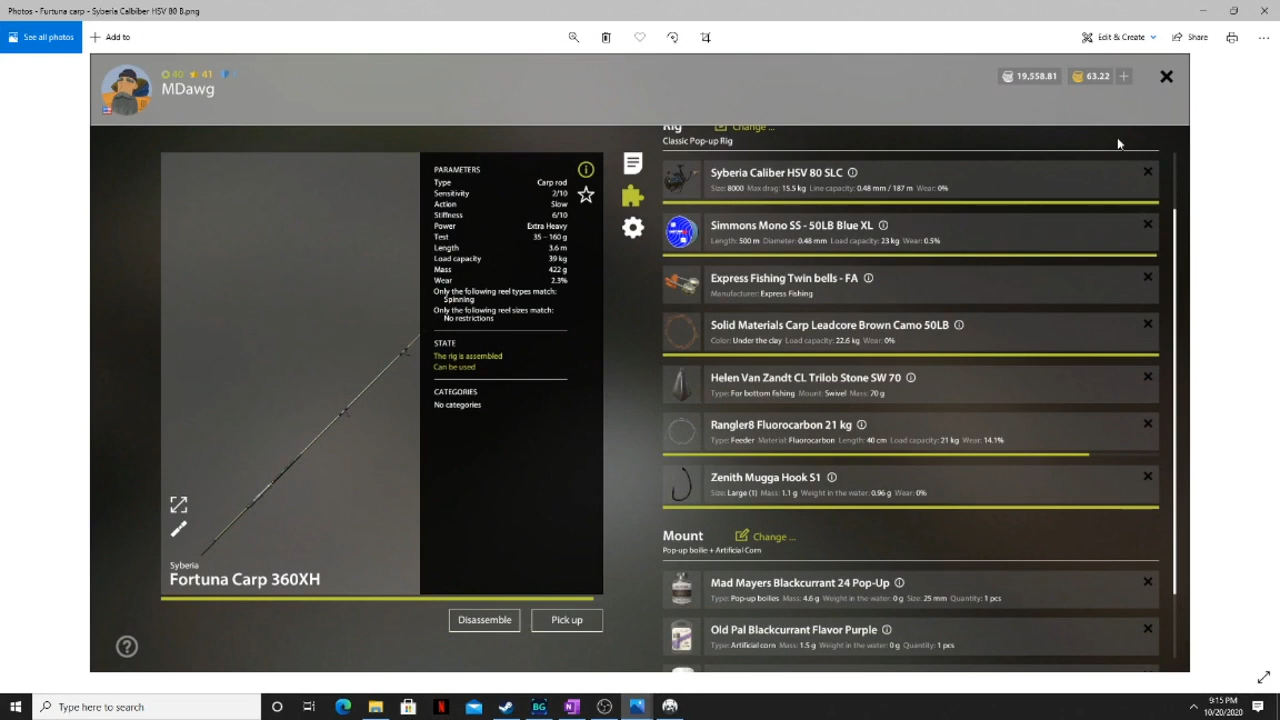 Photos - Furtuna carp - Syberia Calbiber HSV 80 B.png
See all photos
Add to
Edit & Create
Share
40 41
MDawg
19,558.81
63.22
Rig Change ...
Classic Pop-up Rig
PARAMETERS
Type Carp rod
Sensitivity 2/10
Action Slow
Stiffness 6/10
Power Extra Heavy
Test 35 – 160 g
Length 3.6 m
Load capacity 39 kg
Mass 422 g
Wear 2.3%
Only the following reel types match:
Spinning
Only the following reel sizes match:
No restrictions
STATE
The rig is assembled
Can be used
CATEGORIES
No categories
Syberia
Fortuna Carp 360XH
Disassemble
Pick up
Syberia Caliber HSV 80 SLC
Size: 8000 Max drag: 15.5 kg Line capacity: 0.48 mm / 187 m Wear: 0%
Simmons Mono SS - 50LB Blue XL
Length: 500 m Diameter: 0.48 mm Load capacity: 23 kg Wear: 0.5%
Express Fishing Twin bells - FA
Manufacturer: Express Fishing
Solid Materials Carp Leadcore Brown Camo 50LB
Color: Under the clay Load capacity: 22.6 kg Wear: 0%
Helen Van Zandt CL Trilob Stone SW 70
Type: For bottom fishing Mount: Swivel Mass: 70 g
Rangler8 Fluorocarbon 21 kg
Type: Feeder Material: Fluorocarbon Length: 40 cm Load capacity: 21 kg Wear: 14.1%
Zenith Mugga Hook S1
Size: Large (1) Mass: 1.1 g Weight in the water: 0.96 g Wear: 0%
Mount Change ...
Pop-up boilie + Artificial Corn
Mad Mayers Blackcurrant 24 Pop-Up
Type: Pop-up boilies Mass: 4.6 g Weight in the water: 0 g Size: 25 mm Quantity: 1 pcs
Old Pal Blackcurrant Flavor Purple
Type: Artificial corn Mass: 1.5 g Weight in the water: 0 g Quantity: 1 pcs
Type here to search
BG
9:15 PM
10/20/2020